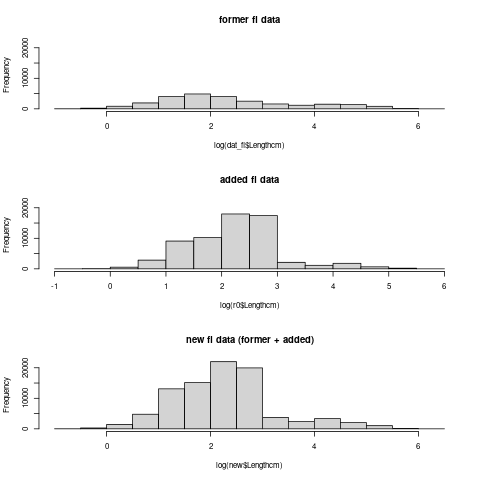 former fl data
Frequency
0 10000 20000
0 2 4 6
log(dat_fl$Lengthcm)
added fl data
Frequency
0 10000 20000
-1 0 1 2 3 4 5 6
log(r0$Lengthcm)
new fl data (former + added)
Frequency
0 10000 20000
0 2 4 6
log(new$Lengthcm)